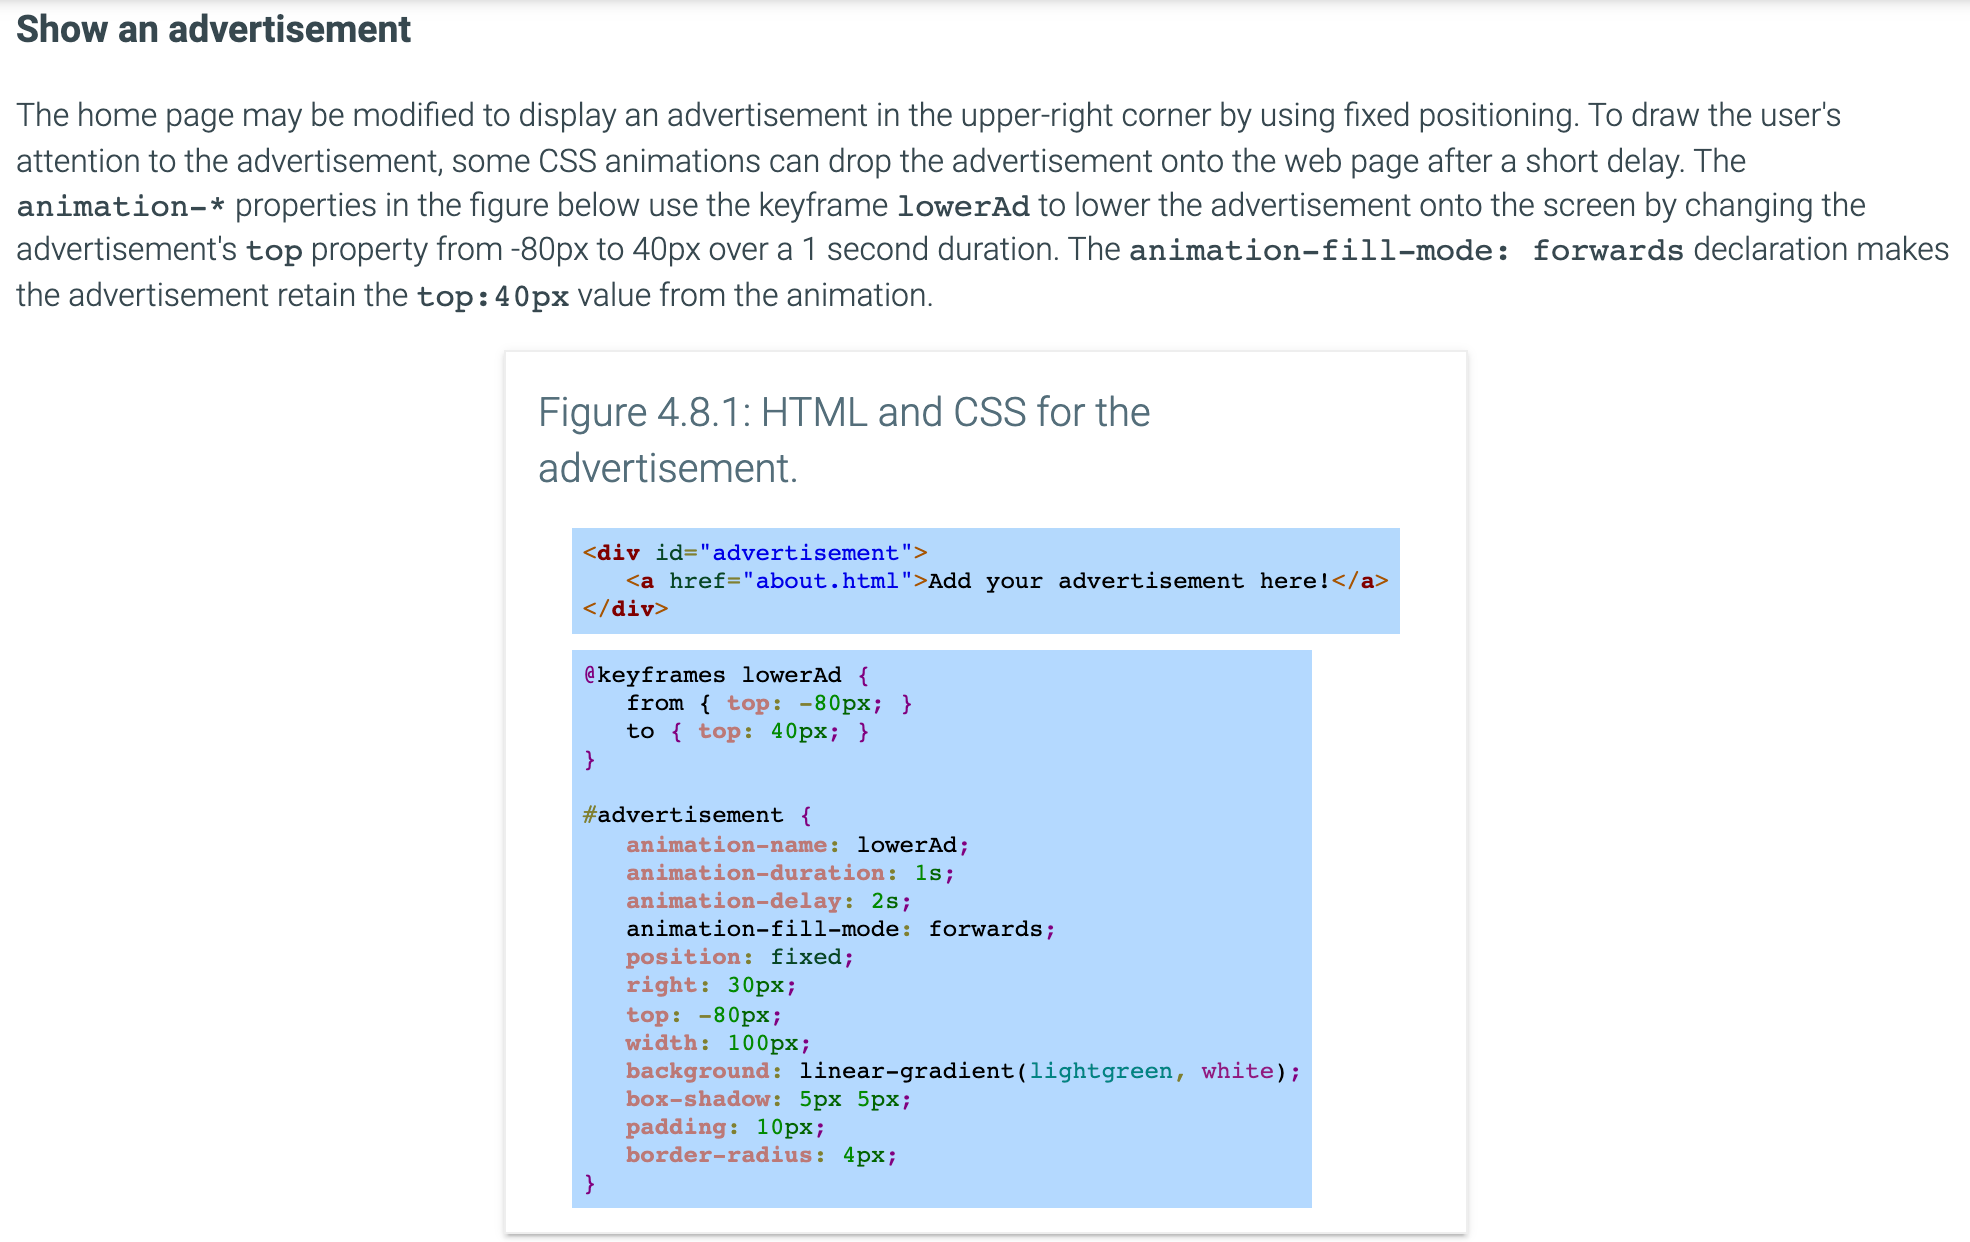 Show an advertisement
The home page may be modified to display an advertisement in the upper-right corner by using fixed positioning. To draw the user's
attention to the advertisement, some CSS animations can drop the advertisement onto the web page after a short delay. The
animation-* properties in the figure below use the keyframe lowerAd to lower the advertisement onto the screen by changing the
advertisement's top property from -80px to 40px over a 1 second duration. The animation-fill-mode: forwards declaration makes
the advertisement retain the top:40px value from the animation.
Figure 4.8.1: HTML and CSS for the
advertisement.
<div id="advertisement">
   <a href="about.html">Add your advertisement here!</a>
</div>
@keyframes lowerAd {
   from { top: -80px; }
   to { top: 40px; }
}
#advertisement {
   animation-name: lowerAd;
   animation-duration: 1s;
   animation-delay: 2s;
   animation-fill-mode: forwards;
   position: fixed;
   right: 30px;
   top: -80px;
   width: 100px;
   background: linear-gradient(lightgreen, white);
   box-shadow: 5px 5px;
   padding: 10px;
   border-radius: 4px;
}